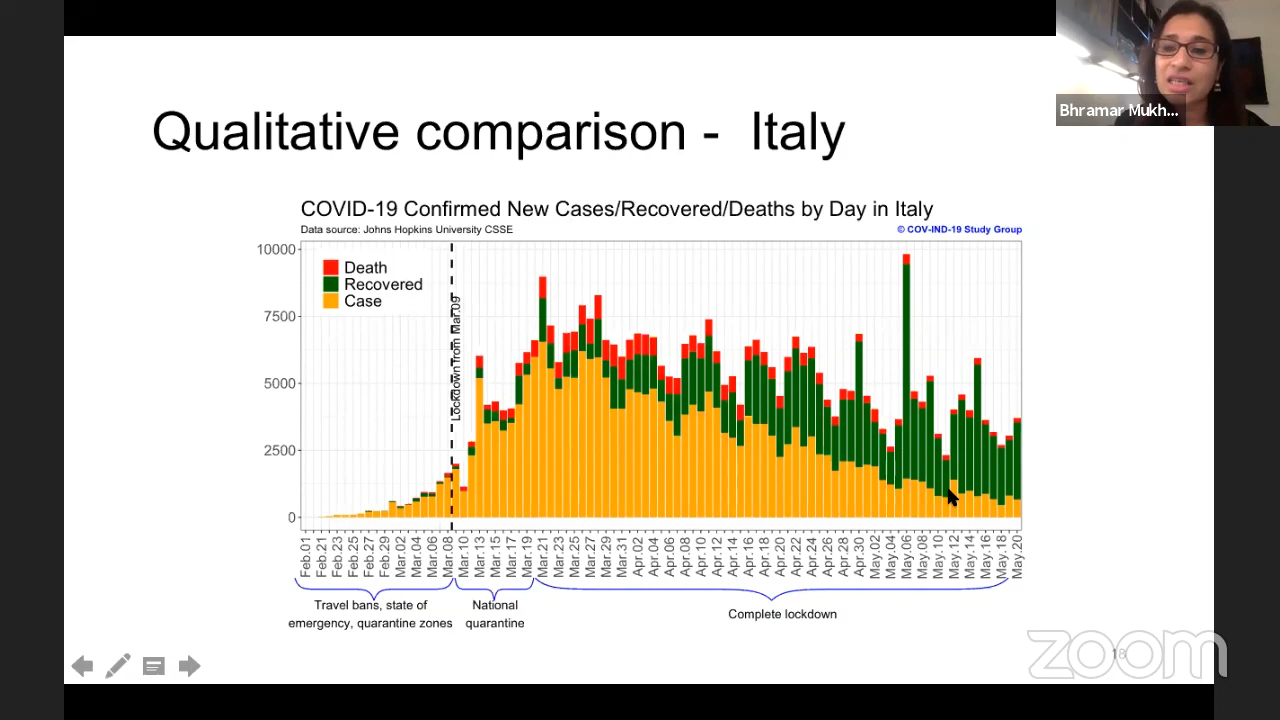 Bhramar Mukh...
Qualitative comparison - Italy
COVID-19 Confirmed New Cases/Recovered/Deaths by Day in Italy
Data source: Johns Hopkins University CSSE
© COV-IND-19 Study Group
10000
7500
5000
2500
0
Death
Recovered
Case
Lockdown from Mar.09
Feb.01
Feb.21
Feb.23
Feb.25
Feb.27
Feb.29
Mar.02
Mar.04
Mar.06
Mar.08
Mar.10
Mar.13
Mar.15
Mar.17
Mar.19
Mar.21
Mar.23
Mar.25
Mar.27
Mar.29
Mar.31
Apr.02
Apr.04
Apr.06
Apr.08
Apr.10
Apr.12
Apr.14
Apr.16
Apr.18
Apr.20
Apr.22
Apr.24
Apr.26
Apr.28
Apr.30
May.02
May.04
May.06
May.08
May.10
May.12
May.14
May.16
May.18
May.20
Travel bans, state of
emergency, quarantine zones
National
quarantine
Complete lockdown
18
zoom